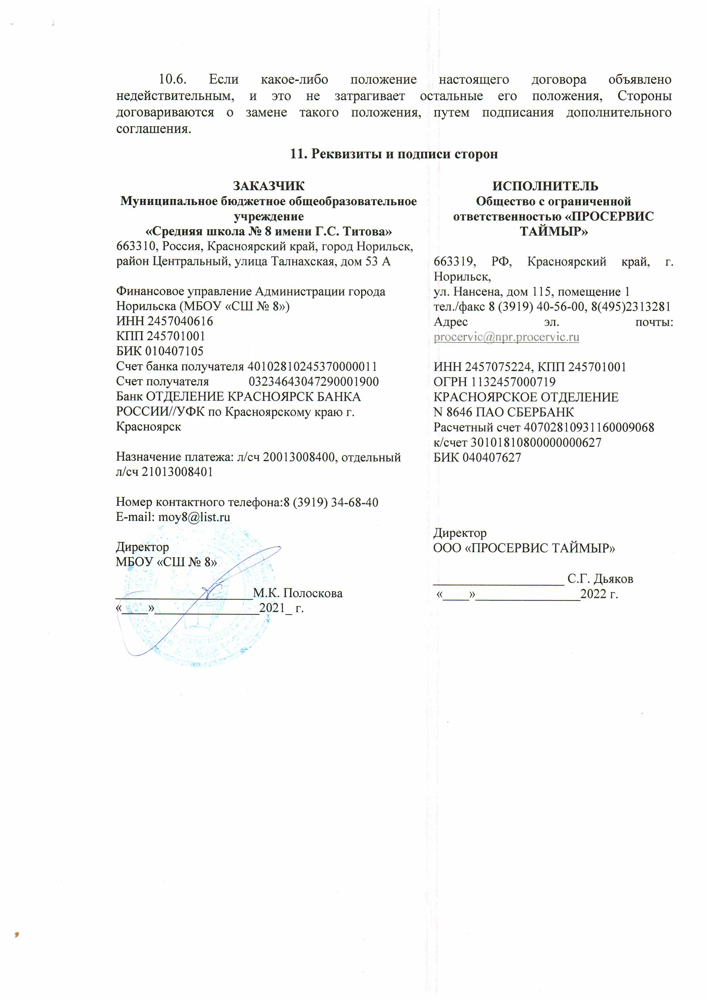 10.6. Если какое-либо положение настоящего договора объявлено
недействительным, и это не затрагивает остальные его положения, Стороны
договариваются о замене такого положения, путем подписания дополнительного
соглашения.
11. Реквизиты и подписи сторон
ЗАКАЗЧИК
Муниципальное бюджетное общеобразовательное
учреждение
«Средняя школа № 8 имени Г.С. Титова»
663310, Россия, Красноярский край, город Норильск,
район Центральный, улица Талнахская, дом 53 А
Финансовое управление Администрации города
Норильска (МБОУ «СШ № 8»)
ИНН 2457040616
КПП 245701001
БИК 010407105
Счет банка получателя 40102810245370000011
Счет получателя 03234643047290001900
Банк ОТДЕЛЕНИЕ КРАСНОЯРСК БАНКА
РОССИИ//УФК по Красноярскому краю г.
Красноярск
Назначение платежа: л/сч 20013008400, отдельный
л/сч 21013008401
Номер контактного телефона:8 (3919) 34-68-40
E-mail: moy8@list.ru
Директор
МБОУ «СШ № 8»
_____________________М.К. Полоскова
«____»________________2021_ г.
ИСПОЛНИТЕЛЬ
Общество с ограниченной
ответственностью «ПРОСЕРВИС
ТАЙМЫР»
663319, РФ, Красноярский край, г.
Норильск,
ул. Нансена, дом 115, помещение 1
тел./факс 8 (3919) 40-56-00, 8(495)2313281
Адрес эл. почты:
procervic@npr.procervic.ru
ИНН 2457075224, КПП 245701001
ОГРН 1132457000719
КРАСНОЯРСКОЕ ОТДЕЛЕНИЕ
N 8646 ПАО СБЕРБАНК
Расчетный счет 40702810931160009068
к/счет 30101810800000000627
БИК 040407627
Директор
ООО «ПРОСЕРВИС ТАЙМЫР»
____________________ С.Г. Дьяков
«____»________________2022 г.